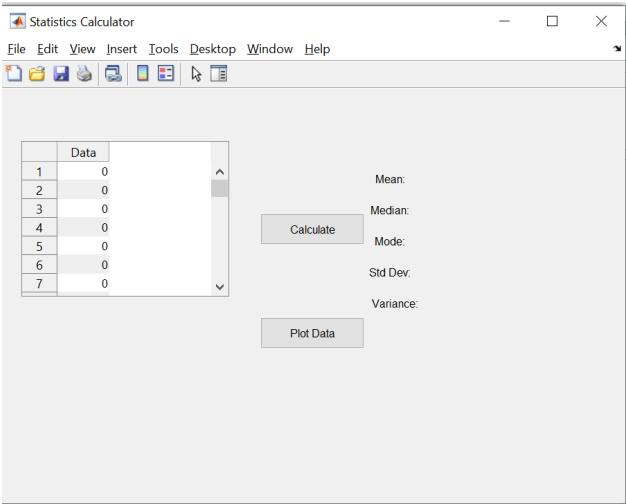 Statistics Calculator
File Edit View Insert Tools Desktop Window Help
Data
1 0
2 0
3 0
4 0
5 0
6 0
7 0
Mean:
Median:
Calculate
Mode:
Std Dev:
Variance:
Plot Data